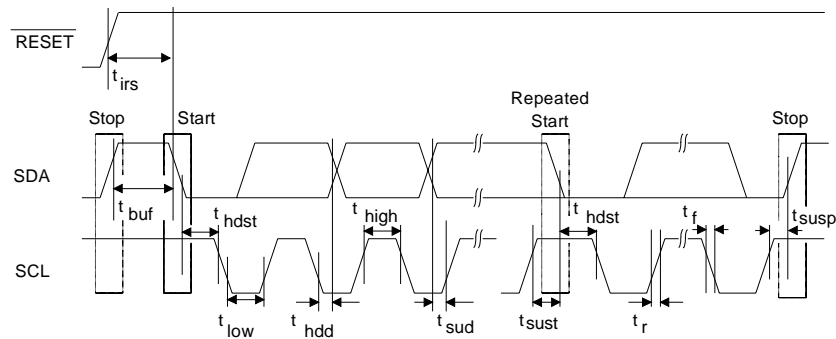 RESET
t irs
Stop
Start
Repeated
Start
Stop
SDA
t buf
t hdst
t high
t hdst
t f
t susp
SCL
t low
t hdd
t sud
t sust
t r